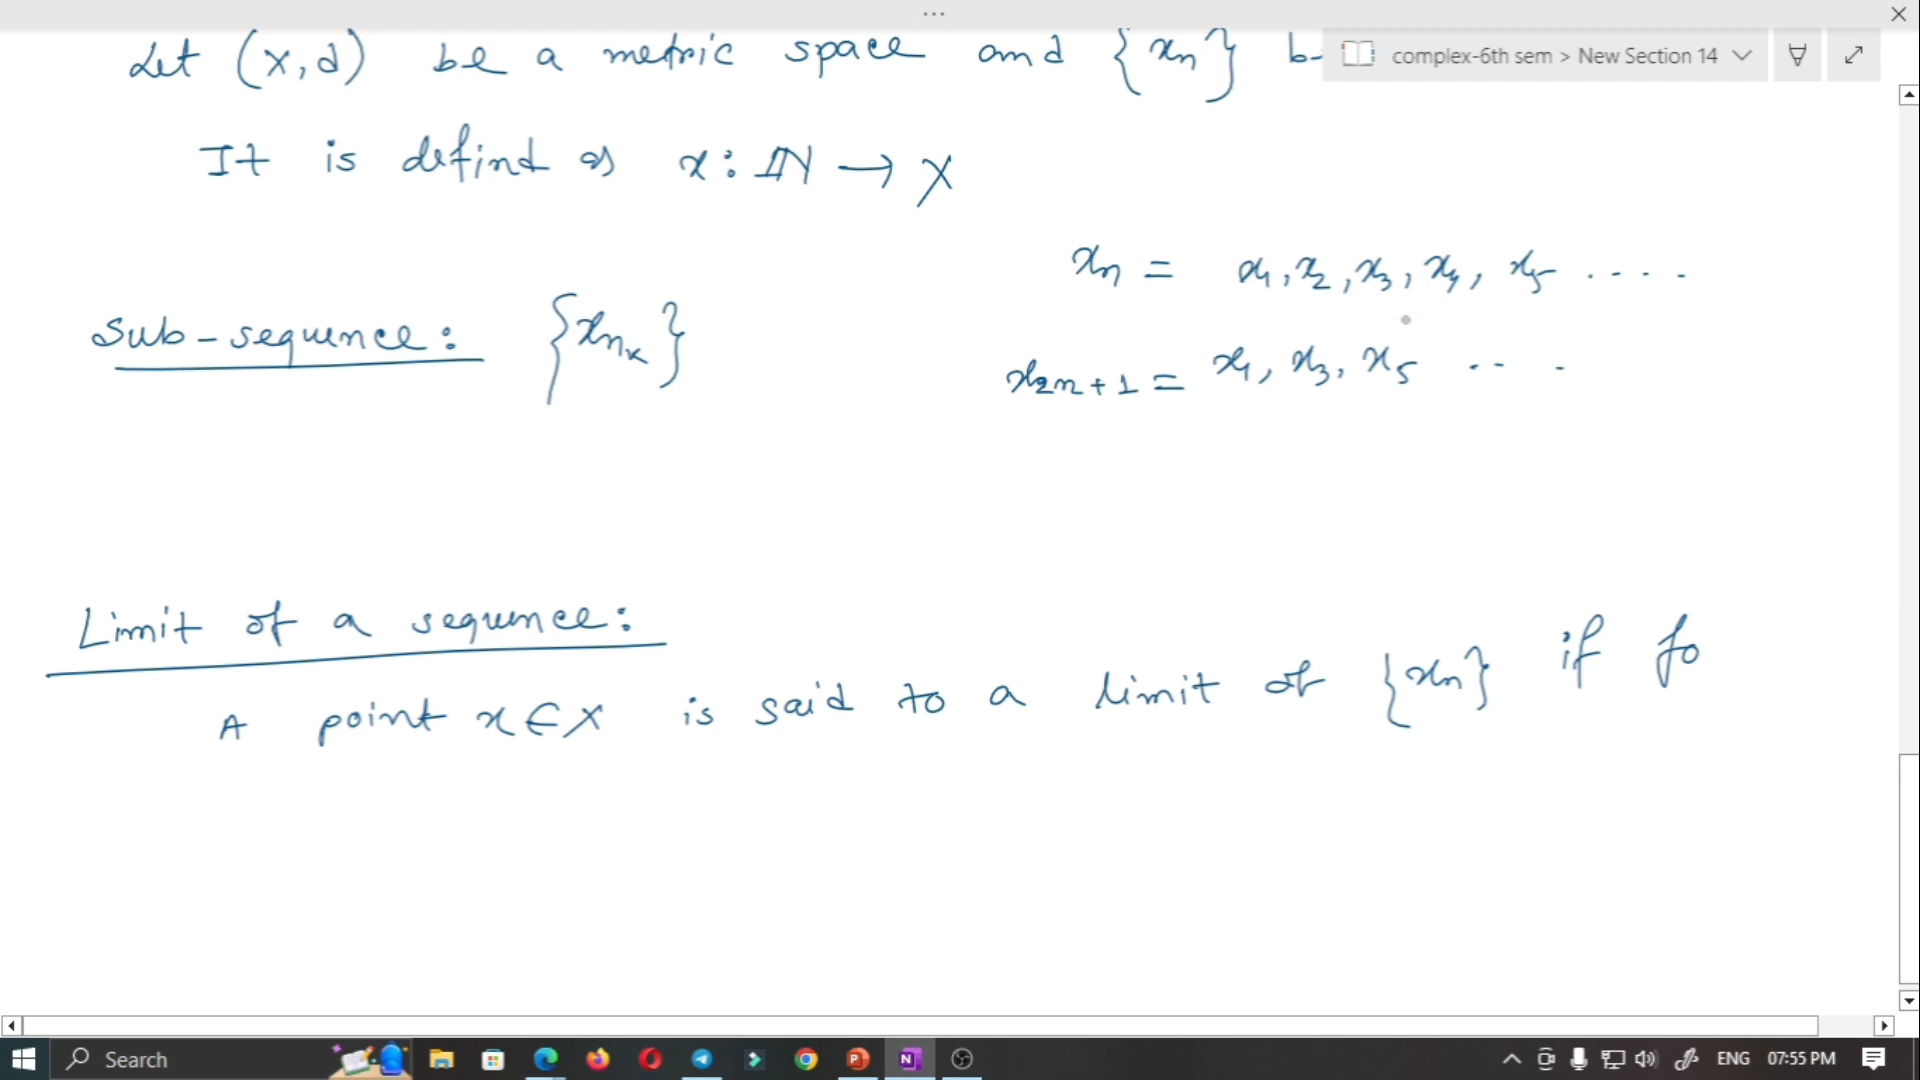 ...
Let (X,d) be a metric space and {xn} b
complex-6th sem > New Section 14
It is defind as x : IN → X
xn = x1, x2, x3, x4, x5 ....
Sub-sequence: {xnk}
x2n+1 = x1, x3, x5 .. .
Limit of a sequnce:
A point x∈X is said to a limit of {xn} if fo
Search
ENG 07:55 PM